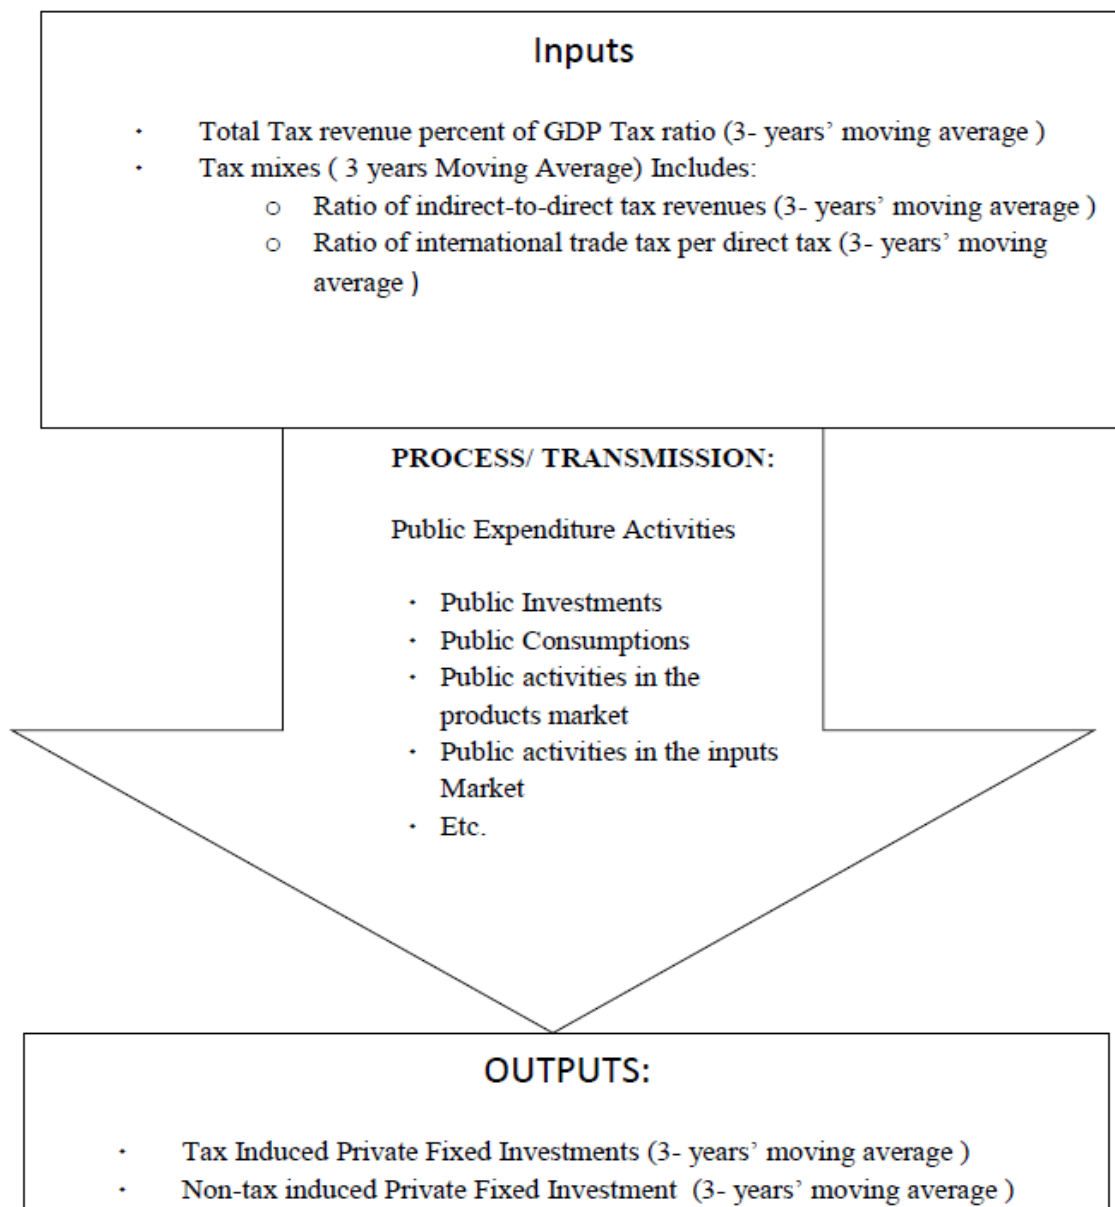 Inputs
· Total Tax revenue percent of GDP Tax ratio (3- years’ moving average )
· Tax mixes ( 3 years Moving Average) Includes:
o Ratio of indirect-to-direct tax revenues (3- years’ moving average )
o Ratio of international trade tax per direct tax (3- years’ moving
average )
PROCESS/ TRANSMISSION:
Public Expenditure Activities
· Public Investments
· Public Consumptions
· Public activities in the
products market
· Public activities in the inputs
Market
· Etc.
OUTPUTS:
· Tax Induced Private Fixed Investments (3- years’ moving average )
· Non-tax induced Private Fixed Investment (3- years’ moving average )